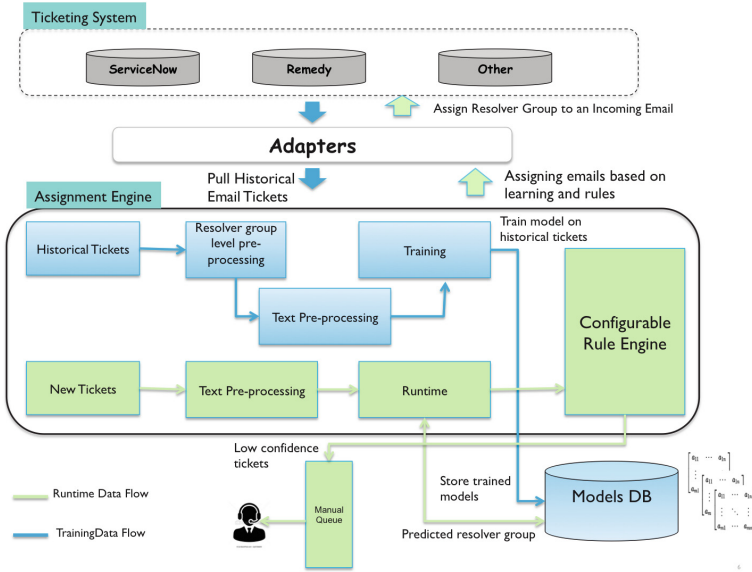 Ticketing System
ServiceNow
Remedy
Other
Assign Resolver Group to an Incoming Email
Adapters
Pull Historical
Email Tickets
Assigning emails based on
learning and rules
Assignment Engine
Train model on
historical tickets
Historical Tickets
Resolver group
level pre-
processing
Training
Text Pre-processing
Configurable
Rule Engine
New Tickets
Text Pre-processing
Runtime
Low confidence
tickets
Manual
Queue
Store trained
models
Models DB
Predicted resolver group
Runtime Data Flow
TrainingData Flow